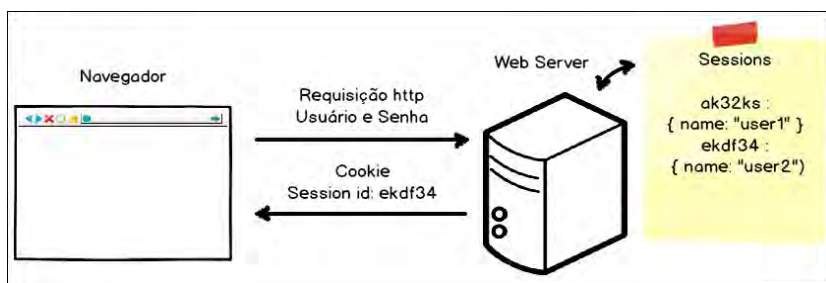 Navegador
Requisição http
Usuário e Senha
Cookie
Session id: ekdf34
Web Server
Sessions
ak32ks :
{ name: "user1" }
ekdf34 :
{ name: "user2")